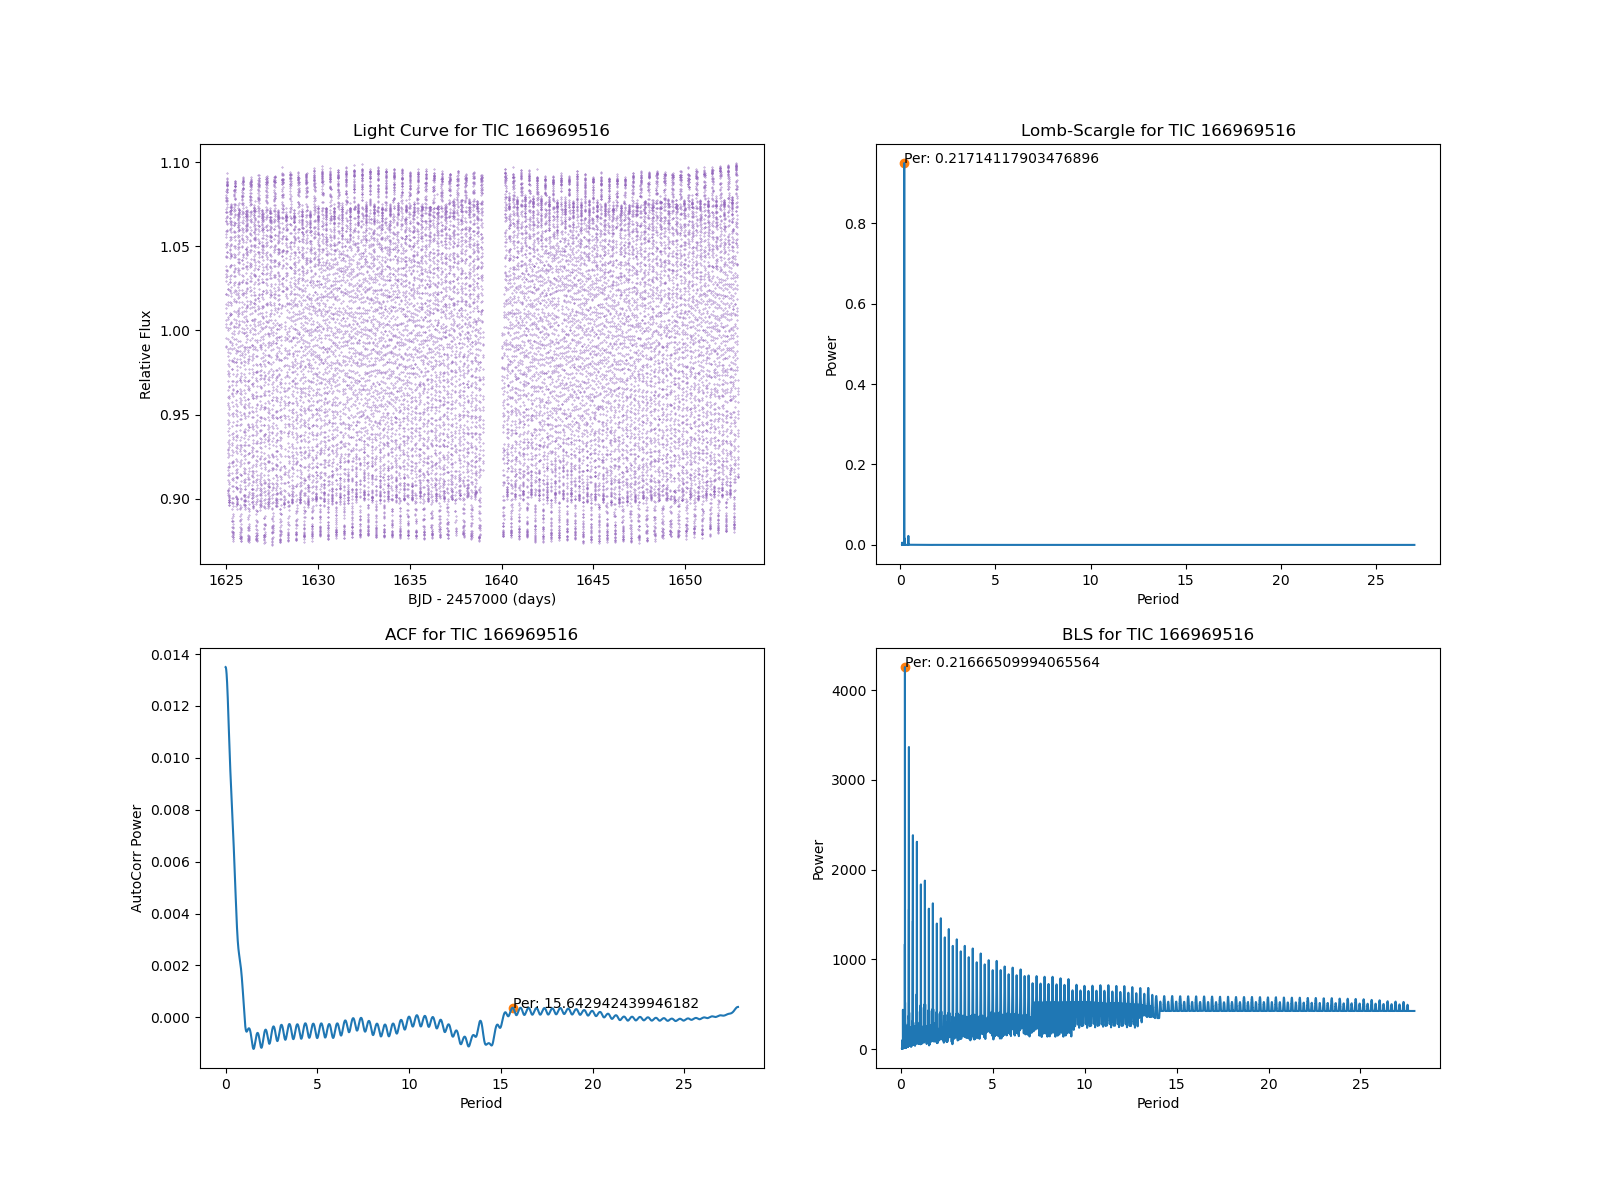 Light Curve for TIC 166969516
1.10
1.05
1.00
0.95
0.90
Relative Flux
1625 1630 1635 1640 1645 1650
BJD - 2457000 (days)
Lomb-Scargle for TIC 166969516
Per: 0.21714117903476896
0.8
0.6
0.4
0.2
0.0
Power
0 5 10 15 20 25
Period
ACF for TIC 166969516
0.014
0.012
0.010
0.008
0.006
0.004
0.002
0.000
AutoCorr Power
Per: 15.642942439946182
0 5 10 15 20 25
Period
BLS for TIC 166969516
Per: 0.21666509994065564
4000
3000
2000
1000
0
Power
0 5 10 15 20 25
Period